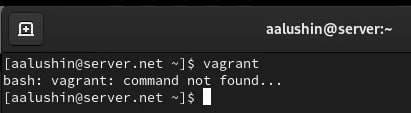 aalushin@server:~
[aalushin@server.net ~]$ vagrant
bash: vagrant: command not found...
[aalushin@server.net ~]$